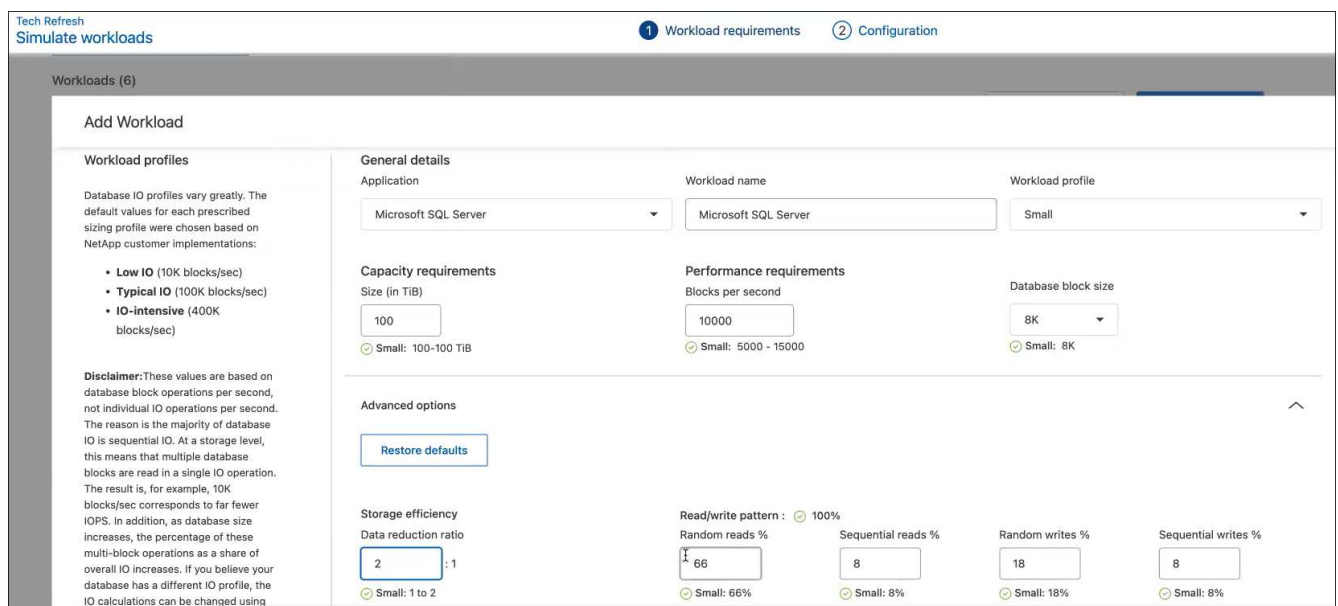 Tech Refresh
Simulate workloads
1 Workload requirements
2 Configuration
Workloads (6)
Add Workload
Workload profiles
Database IO profiles vary greatly. The
default values for each prescribed
sizing profile were chosen based on
NetApp customer implementations:
• Low IO (10K blocks/sec)
• Typical IO (100K blocks/sec)
• IO-intensive (400K
blocks/sec)
Disclaimer:These values are based on
database block operations per second,
not individual IO operations per second.
The reason is the majority of database
IO is sequential IO. At a storage level,
this means that multiple database
blocks are read in a single IO operation.
The result is, for example, 10K
blocks/sec corresponds to far fewer
IOPS. In addition, as database size
increases, the percentage of these
multi-block operations as a share of
overall IO increases. If you believe your
database has a different IO profile, the
IO calculations can be changed using
General details
Application
Microsoft SQL Server
Workload name
Microsoft SQL Server
Workload profile
Small
Capacity requirements
Size (in TiB)
100
Small: 100-100 TiB
Performance requirements
Blocks per second
10000
Small: 5000 - 15000
Database block size
8K
Small: 8K
Advanced options
Restore defaults
Storage efficiency
Data reduction ratio
2 : 1
Small: 1 to 2
Read/write pattern : 100%
Random reads %
66
Small: 66%
Sequential reads %
8
Small: 8%
Random writes %
18
Small: 18%
Sequential writes %
8
Small: 8%